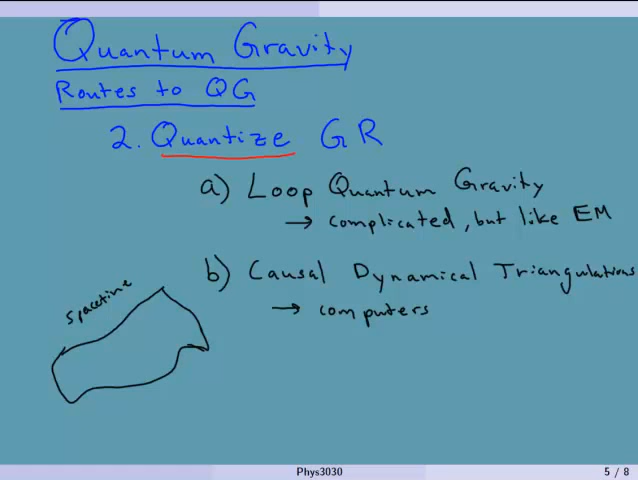 Quantum Gravity
Routes to QG
2. Quantize GR
a) Loop Quantum Gravity
→ complicated, but like EM
b) Causal Dynamical Triangulations
→ computers
spacetime
Phys3030
5 / 8